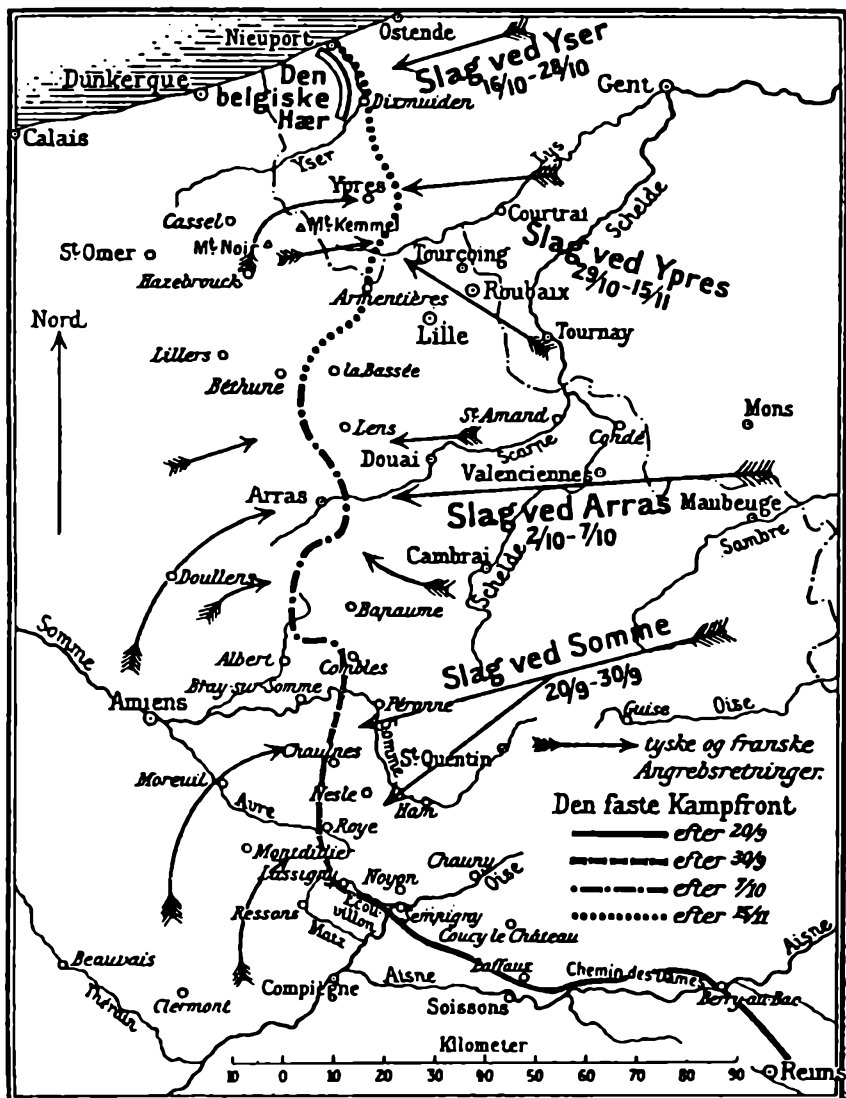 Ostende
Nieuport
Slag ved Yser
16/10-28/10
Dunkerque
Den
belgiske
Hær
Dixmuiden
Gent
Calais
Yser
Lys
Ypres
Schelde
Cassel
Mt. Kemmel
Courtrai
St. Omer
Mt. Noir
Tourcoing
Slag ved Ypres
29/10-15/11
Hazebrouck
Armentières
Roubaix
Nord
Lille
Tournay
Lillers
Béthune
la Bassée
St. Amand
Mons
Lens
Scarpe
Condé
Douai
Valenciennes
Arras
Slag ved Arras
2/10-7/10
Maubeuge
Sambre
Cambrai
Schelde
Doullens
Bapaume
Somme
Albert
Combles
Slag ved Somme
20/9-30/9
Bray-sur-Somme
Amiens
Péronne
Guise
Oise
Somme
St. Quentin
Chaulnes
tyske og franske
Angrebsretninger.
Moreuil
Avre
Nesle
Ham
Den faste Kampfront
Roye
efter 20/9
Montdidier
efter 30/9
Lassigny
Noyon
Chauny
Oise
efter 7/10
Ressons
Ecou-
villon
Sempigny
efter 15/11
Matz
Coucy le Château
Beauvais
Laffaux
Chemin des Dames
Aisne
Clermont
Compiègne
Aisne
Soissons
Berry-au-Bac
Thérain
Kilometer
Reims
10 0 10 20 30 40 50 60 70 80 90